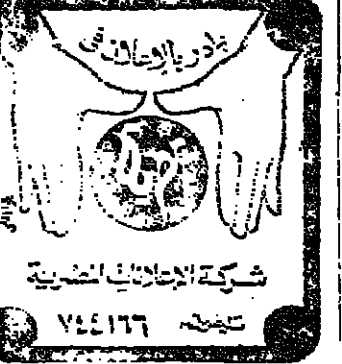 بادر بالإعلان في
شركة الإعلانات المصرية
تليفون ٧٤٤١٦٦